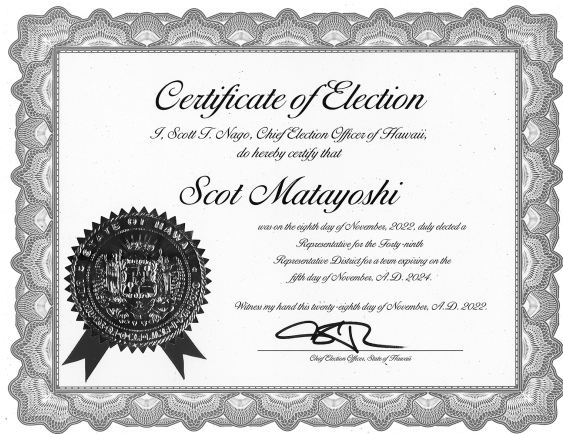 Certificate of Election
I, Scott T. Nago, Chief Election Officer of Hawaii,
do hereby certify that
Scot Matayoshi
was on the eighth day of November, 2022, duly elected a
Representative for the Forty-ninth
Representative District for a term expiring on the
fifth day of November, A.D. 2024.
Witness my hand this twenty-eighth day of November, A.D. 2022.
Chief Election Officer, State of Hawaii
STATE OF HAWAII